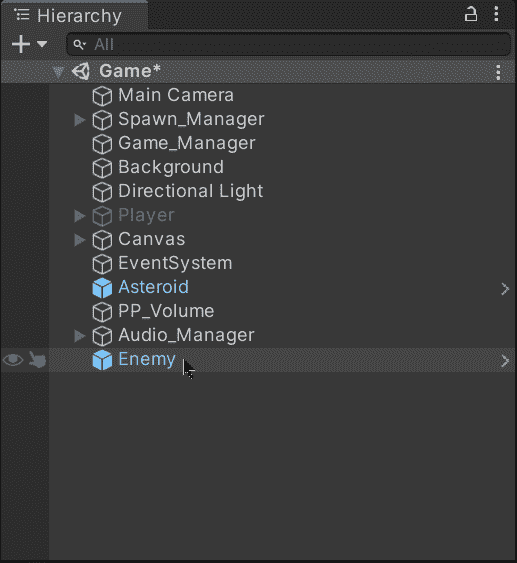 Hierarchy
All
Game*
Main Camera
Spawn_Manager
Game_Manager
Background
Directional Light
Player
Canvas
EventSystem
Asteroid
PP_Volume
Audio_Manager
Enemy